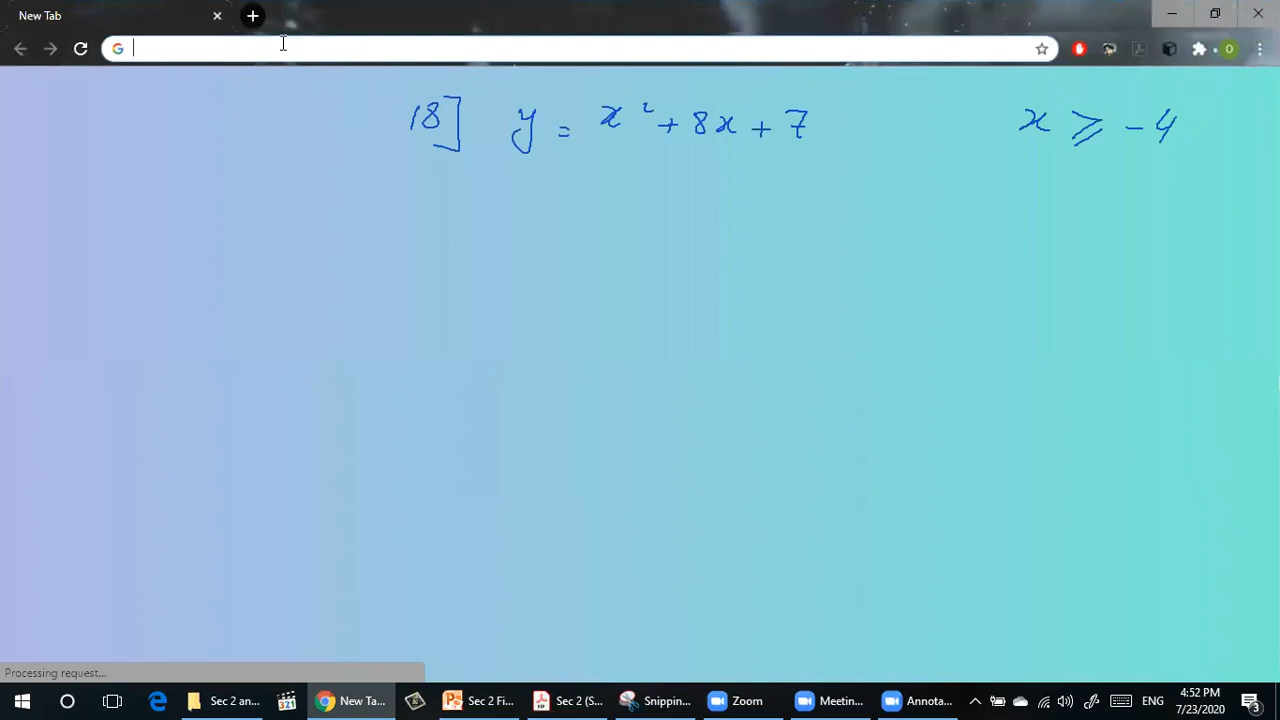 New Tab
18] y = x² + 8x + 7 x ⩾ -4
Processing request...
Sec 2 an... New Ta... Sec 2 Fi... Sec 2 (S... Snippin... Zoom Meetin... Annota... ENG 4:52 PM
7/23/2020